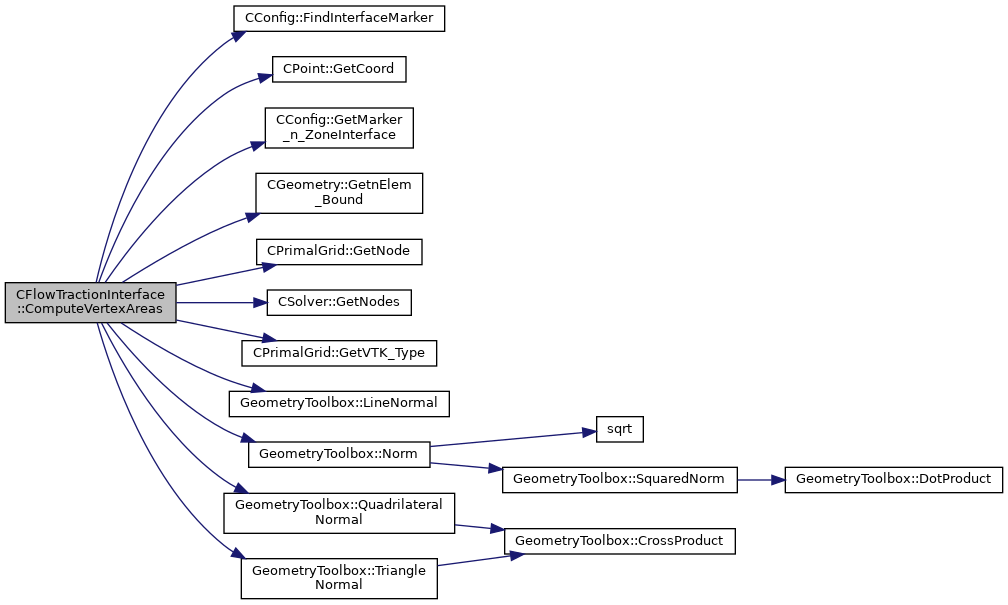 CFlowTractionInterface
::ComputeVertexAreas
CConfig::FindInterfaceMarker
CPoint::GetCoord
CConfig::GetMarker
_n_ZoneInterface
CGeometry::GetnElem
_Bound
CPrimalGrid::GetNode
CSolver::GetNodes
CPrimalGrid::GetVTK_Type
GeometryToolbox::LineNormal
GeometryToolbox::Norm
sqrt
GeometryToolbox::SquaredNorm
GeometryToolbox::DotProduct
GeometryToolbox::Quadrilateral
Normal
GeometryToolbox::CrossProduct
GeometryToolbox::Triangle
Normal